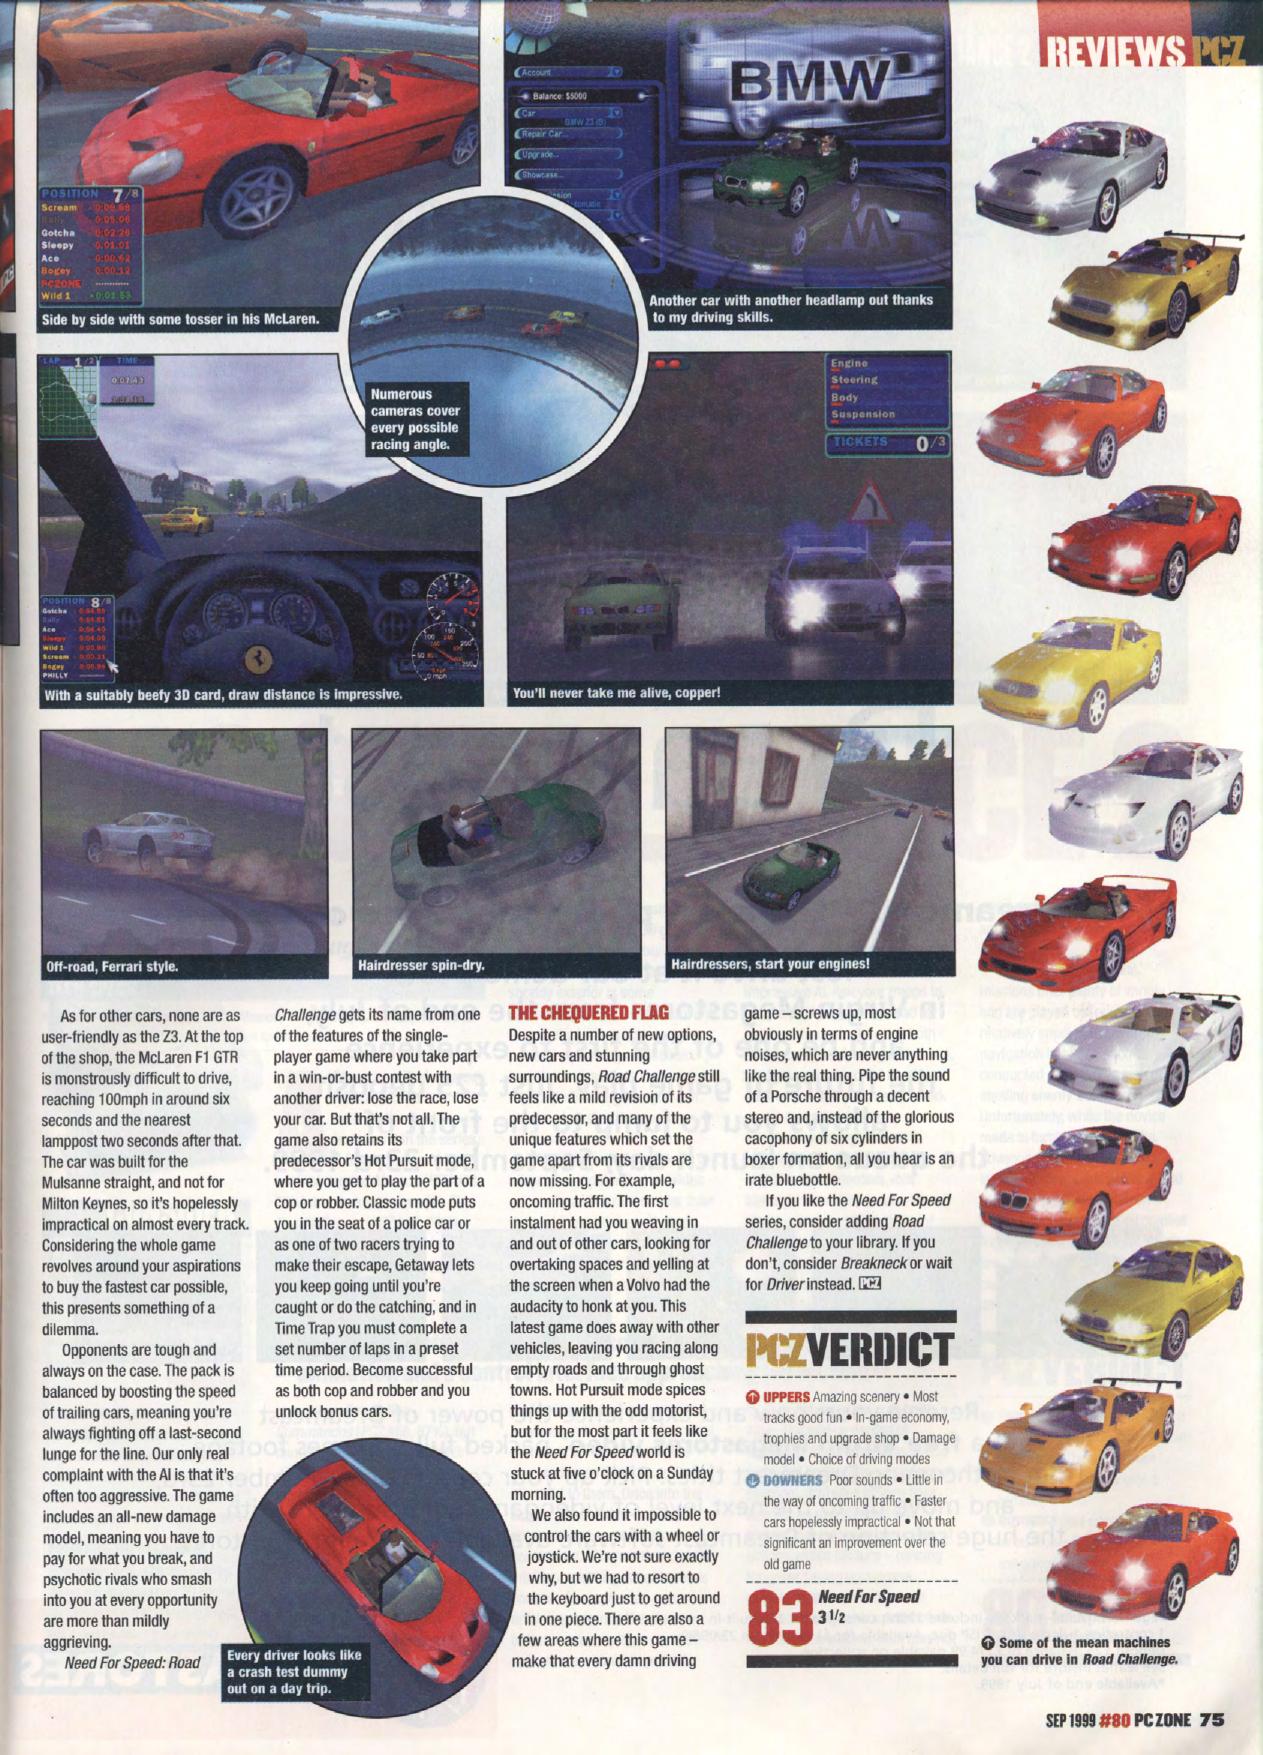 REVIEWS PCZ
Account
Balance: $5000
Car
BMW Z3 (B)
Repair Car...
Upgrade...
Showcase...
BMW
POSITION 7/8
Scream
Gotcha 0:02.26
Sleepy 0:01.01
Ace 0:00.62
Bogey 0:00.12
PCZONE
Wild 1
Side by side with some tosser in his McLaren.
Another car with another headlamp out thanks
to my driving skills.
Numerous
cameras cover
every possible
racing angle.
LAP 1/2 TIME
POSITION 8/8
Gotcha
Ace
Sleepy
Wild 1
Scream
Bogey
PHILLY
With a suitably beefy 3D card, draw distance is impressive.
Engine
Steering
Body
Suspension
TICKETS 0/3
You'll never take me alive, copper!
Off-road, Ferrari style.
Hairdresser spin-dry.
Hairdressers, start your engines!
As for other cars, none are as
user-friendly as the Z3. At the top
of the shop, the McLaren F1 GTR
is monstrously difficult to drive,
reaching 100mph in around six
seconds and the nearest
lamppost two seconds after that.
The car was built for the
Mulsanne straight, and not for
Milton Keynes, so it's hopelessly
impractical on almost every track.
Considering the whole game
revolves around your aspirations
to buy the fastest car possible,
this presents something of a
dilemma.
Opponents are tough and
always on the case. The pack is
balanced by boosting the speed
of trailing cars, meaning you're
always fighting off a last-second
lunge for the line. Our only real
complaint with the AI is that it's
often too aggressive. The game
includes an all-new damage
model, meaning you have to
pay for what you break, and
psychotic rivals who smash
into you at every opportunity
are more than mildly
aggrieving.
Need For Speed: Road
Challenge gets its name from one
of the features of the single-
player game where you take part
in a win-or-bust contest with
another driver: lose the race, lose
your car. But that's not all. The
game also retains its
predecessor's Hot Pursuit mode,
where you get to play the part of a
cop or robber. Classic mode puts
you in the seat of a police car or
as one of two racers trying to
make their escape, Getaway lets
you keep going until you're
caught or do the catching, and in
Time Trap you must complete a
set number of laps in a preset
time period. Become successful
as both cop and robber and you
unlock bonus cars.
Every driver looks like
a crash test dummy
out on a day trip.
THE CHEQUERED FLAG
Despite a number of new options,
new cars and stunning
surroundings, Road Challenge still
feels like a mild revision of its
predecessor, and many of the
unique features which set the
game apart from its rivals are
now missing. For example,
oncoming traffic. The first
instalment had you weaving in
and out of other cars, looking for
overtaking spaces and yelling at
the screen when a Volvo had the
audacity to honk at you. This
latest game does away with other
vehicles, leaving you racing along
empty roads and through ghost
towns. Hot Pursuit mode spices
things up with the odd motorist,
but for the most part it feels like
the Need For Speed world is
stuck at five o'clock on a Sunday
morning.
We also found it impossible to
control the cars with a wheel or
joystick. We're not sure exactly
why, but we had to resort to
the keyboard just to get around
in one piece. There are also a
few areas where this game –
make that every damn driving
game – screws up, most
obviously in terms of engine
noises, which are never anything
like the real thing. Pipe the sound
of a Porsche through a decent
stereo and, instead of the glorious
cacophony of six cylinders in
boxer formation, all you hear is an
irate bluebottle.
If you like the Need For Speed
series, consider adding Road
Challenge to your library. If you
don't, consider Breakneck or wait
for Driver instead. PCZ
PCZVERDICT
UPPERS Amazing scenery • Most
tracks good fun • In-game economy,
trophies and upgrade shop • Damage
model • Choice of driving modes
DOWNERS Poor sounds • Little in
the way of oncoming traffic • Faster
cars hopelessly impractical • Not that
significant an improvement over the
old game
83 Need For Speed
3 1/2
Some of the mean machines
you can drive in Road Challenge.
SEP 1999 #80 PC ZONE 75